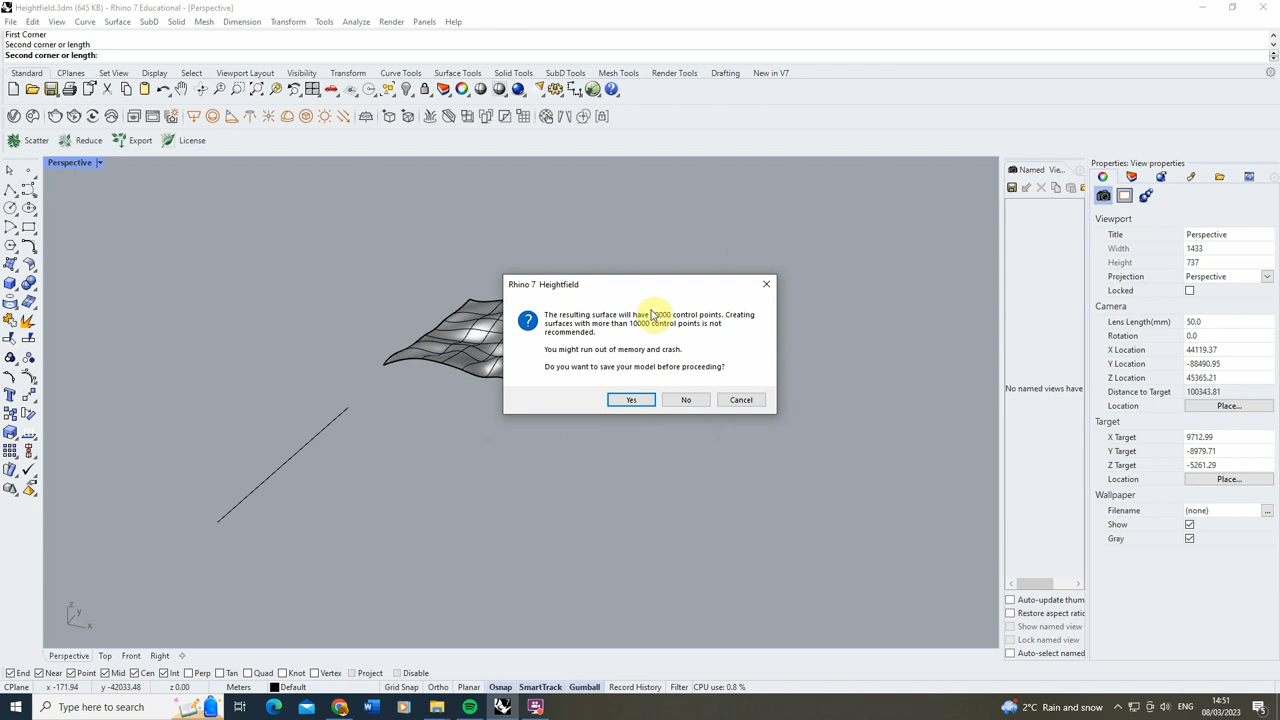 Heightfield.3dm (645 KB) - Rhino 7 Educational - [Perspective]
File Edit View Curve Surface SubD Solid Mesh Dimension Transform Tools Analyze Render Panels Help
First Corner
Second corner or length
Second corner or length:
Standard CPlanes Set View Display Select Viewport Layout Visibility Transform Curve Tools Surface Tools Solid Tools SubD Tools Mesh Tools Render Tools Drafting New in V7
Scatter Reduce Export License
Perspective
Named Vie...
No named views have
Auto-update thum
Restore aspect ratio
Show named view
Lock named view
Auto-select named
Properties: View properties
Viewport
Title Perspective
Width 1433
Height 737
Projection Perspective
Locked
Camera
Lens Length(mm) 50.0
Rotation 0.0
X Location 44119.37
Y Location -88490.95
Z Location 45365.21
Distance to Target 100343.81
Location Place...
Target
X Target 9712.99
Y Target -8979.71
Z Target -5261.29
Location Place...
Wallpaper
Filename (none) ...
Show
Gray
Rhino 7 Heightfield
The resulting surface will have control points. Creating
surfaces with more than 10000 control points is not
recommended.
You might run out of memory and crash.
Do you want to save your model before proceeding?
Yes No Cancel
z
y
x
Perspective Top Front Right
End Near Point Mid Cen Int Perp Tan Quad Knot Vertex Project Disable
CPlane x -171.94 y -42033.48 z 0.00 Meters Default Grid Snap Ortho Planar Osnap SmartTrack Gumball Record History Filter CPU use: 0.8 %
Type here to search
2°C Rain and snow
14:51
08/03/2023